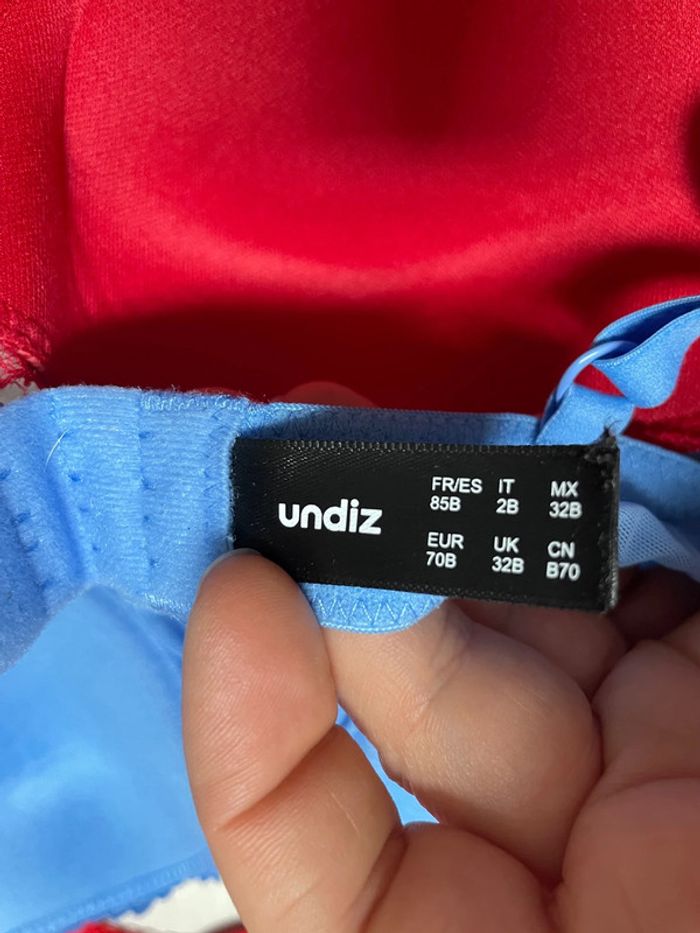 undiz
FR/ES IT MX
85B 2B 32B
EUR UK CN
70B 32B B70